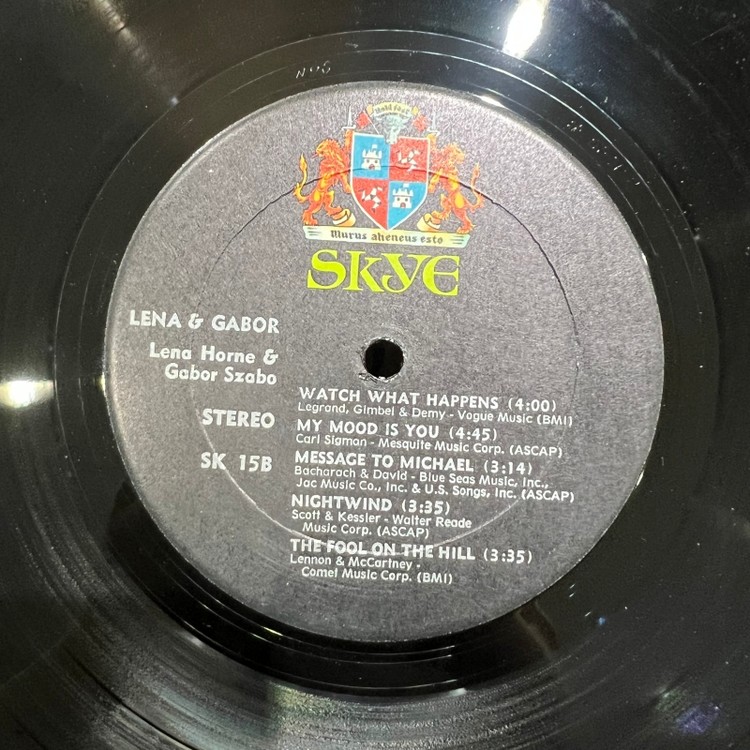 Hold fast
Murus aheneus esto
SKYE
LENA & GABOR
Lena Horne &
Gabor Szabo
STEREO
SK 15B
WATCH WHAT HAPPENS (4:00)
Legrand, Gimbel & Demy - Vogue Music (BMI)
MY MOOD IS YOU (4:45)
Carl Sigman - Mesquite Music Corp. (ASCAP)
MESSAGE TO MICHAEL (3:14)
Bacharach & David - Blue Seas Music, Inc.,
Jac Music Co., Inc. & U.S. Songs, Inc. (ASCAP)
NIGHTWIND (3:35)
Scott & Kessler - Walter Reade
Music Corp. (ASCAP)
THE FOOL ON THE HILL (3:35)
Lennon & McCartney -
Comet Music Corp. (BMI)